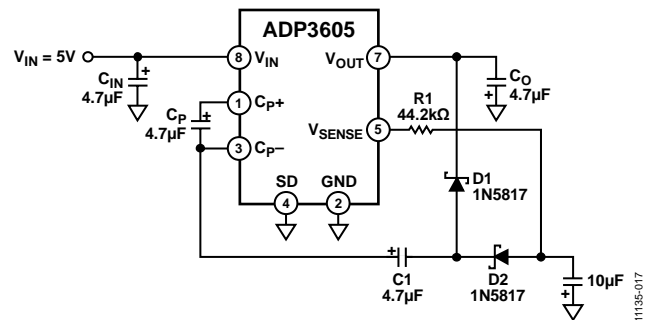 ADP3605
V_IN = 5V
8
V_IN
V_OUT
7
C_IN
4.7µF
+
C_O
4.7µF
+
1
C_P+
C_P
4.7µF
+
R1
44.2kΩ
V_SENSE
5
3
C_P–
SD
GND
4
2
D1
1N5817
+
C1
4.7µF
D2
1N5817
10µF
+
11135-017